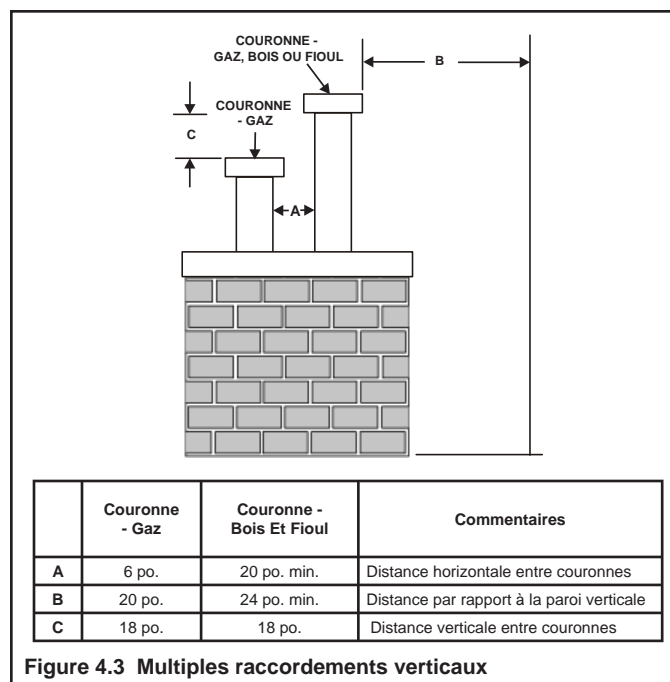 COURONNE -
GAZ, BOIS OU FIOUL
B
COURONNE
- GAZ
C
A
Couronne
- Gaz
Couronne -
Bois Et Fioul
Commentaires
A 6 po. 20 po. min. Distance horizontale entre couronnes
B 20 po. 24 po. min. Distance par rapport à la paroi verticale
C 18 po. 18 po. Distance verticale entre couronnes
Figure 4.3 Multiples raccordements verticaux